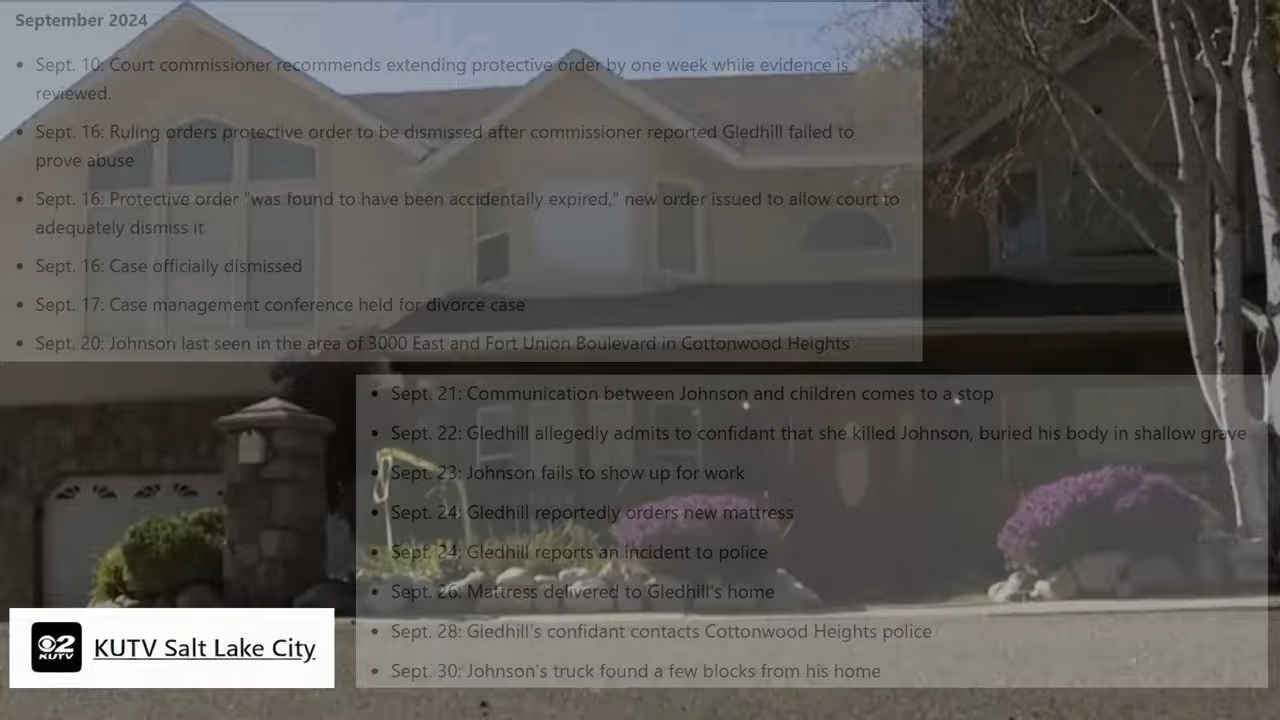 September 2024
• Sept. 10: Court commissioner recommends extending protective order by one week while evidence is
reviewed.
• Sept. 16: Ruling orders protective order to be dismissed after commissioner reported Gledhill failed to
prove abuse
• Sept. 16: Protective order "was found to have been accidentally expired," new order issued to allow court to
adequately dismiss it
• Sept. 16: Case officially dismissed
• Sept. 17: Case management conference held for divorce case
• Sept. 20: Johnson last seen in the area of 3000 East and Fort Union Boulevard in Cottonwood Heights
• Sept. 21: Communication between Johnson and children comes to a stop
• Sept. 22: Gledhill allegedly admits to confidant that she killed Johnson, buried his body in shallow grave
• Sept. 23: Johnson fails to show up for work
• Sept. 24: Gledhill reportedly orders new mattress
• Sept. 24: Gledhill reports an incident to police
• Sept. 26: Mattress delivered to Gledhill's home
• Sept. 28: Gledhill's confidant contacts Cottonwood Heights police
• Sept. 30: Johnson's truck found a few blocks from his home
2
KUTV
KUTV Salt Lake City